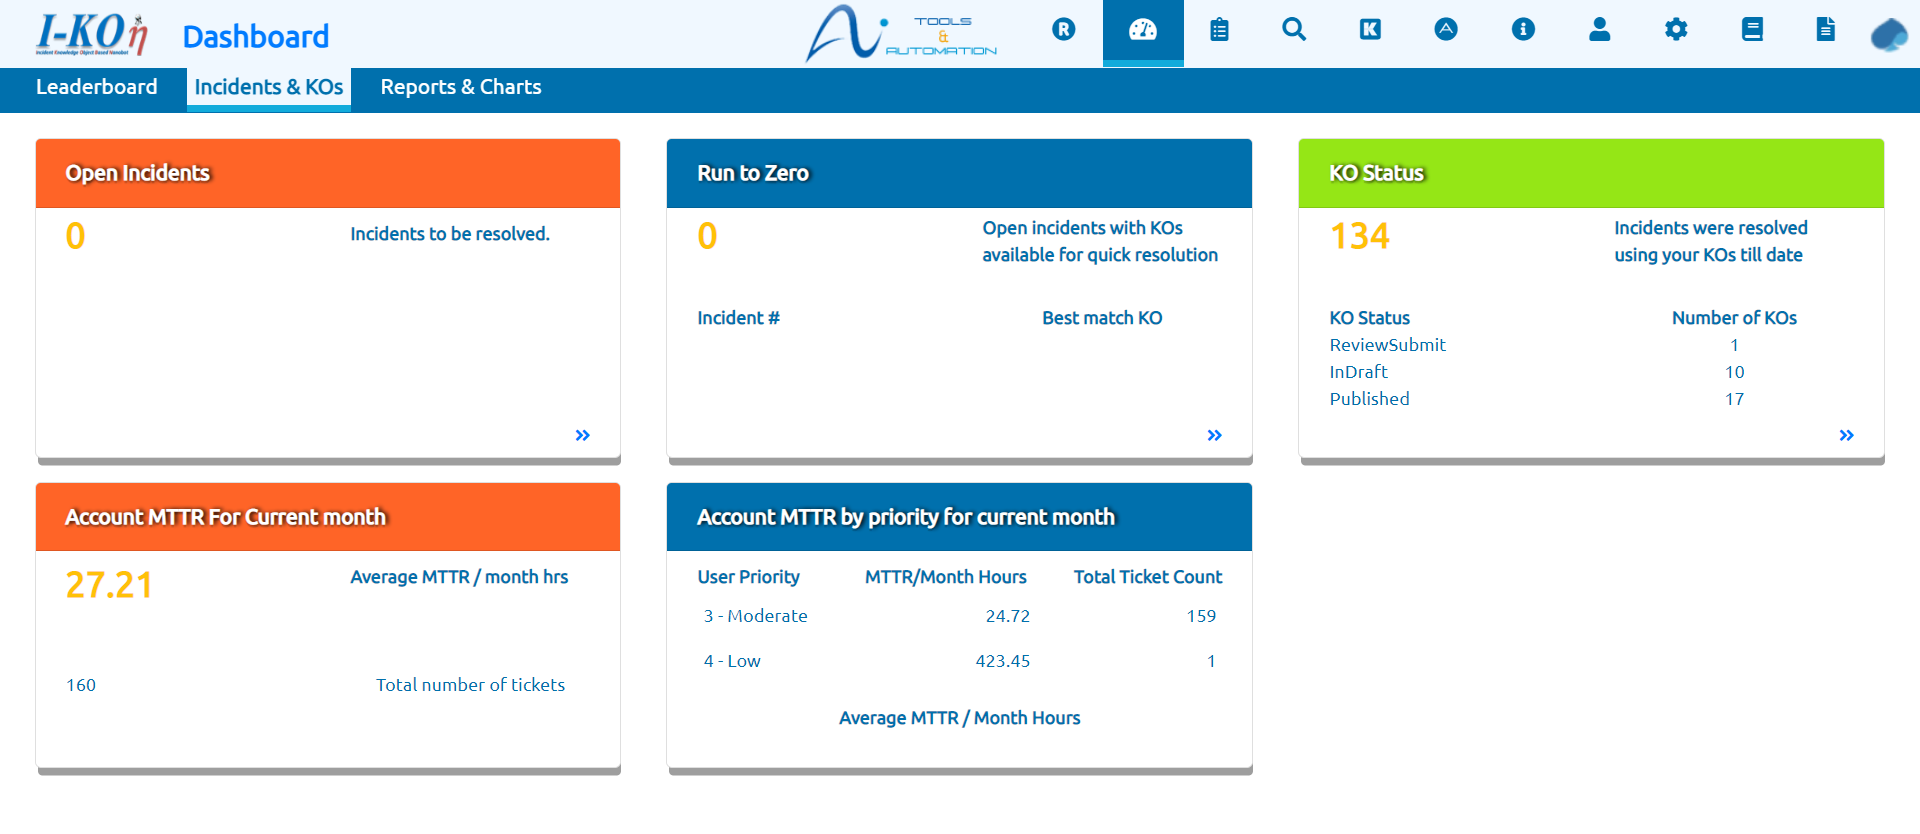 I-KOη
Incident Knowledge Object Based Nanobot
Dashboard
Ai TOOLS
&
AUTOMATION
R
K
A
i
Leaderboard
Incidents & KOs
Reports & Charts
Open Incidents
0
Incidents to be resolved.
»
Run to Zero
0
Open incidents with KOs
available for quick resolution
Incident # Best match KO
»
KO Status
134
Incidents were resolved
using your KOs till date
KO Status Number of KOs
ReviewSubmit 1
InDraft 10
Published 17
»
Account MTTR For Current month
27.21 Average MTTR / month hrs
160 Total number of tickets
Account MTTR by priority for current month
User Priority MTTR/Month Hours Total Ticket Count
3 - Moderate 24.72 159
4 - Low 423.45 1
Average MTTR / Month Hours